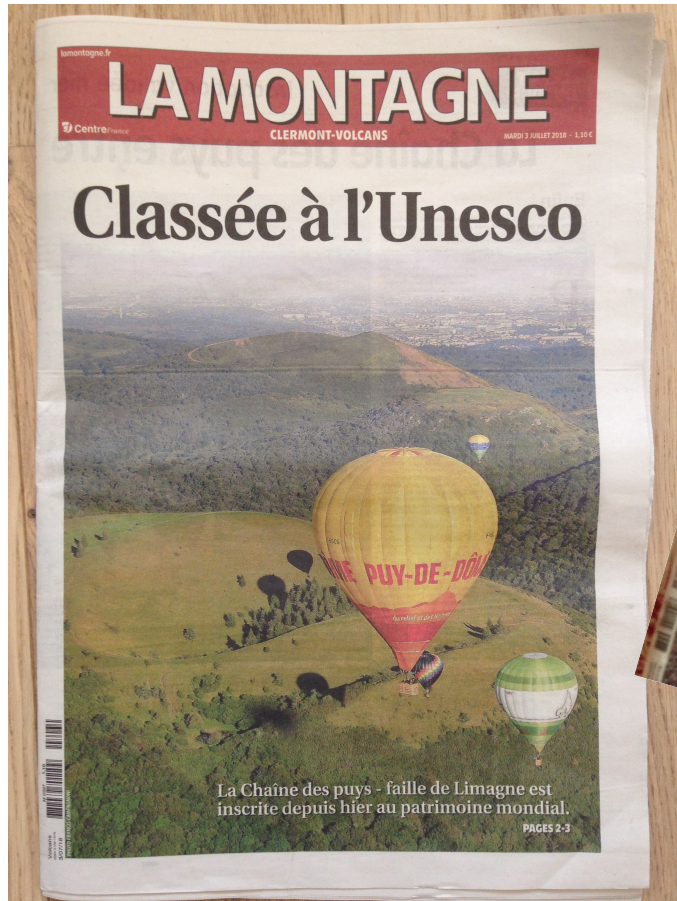 lamontagne.fr
LA MONTAGNE
Centre France
CLERMONT-VOLCANS
MARDI 3 JUILLET 2018 - 1,10 €
Classée à l'Unesco
PUY-DE-DÔM
La Chaîne des puys - faille de Limagne est
inscrite depuis hier au patrimoine mondial.
PAGES 2-3